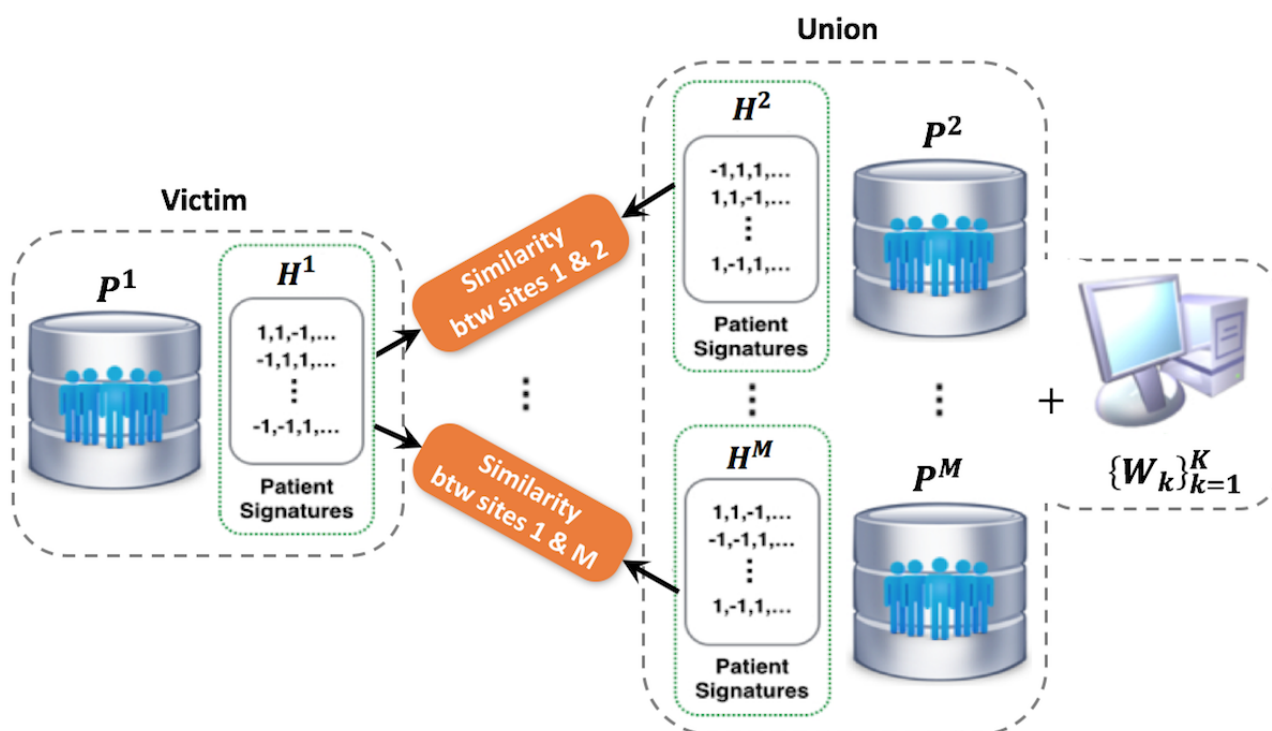 Victim
P¹
H¹
1,1,-1,...
-1,1,1,...
⋮
-1,-1,1,...
Patient
Signatures
Similarity
btw sites 1 & 2
⋮
Similarity
btw sites 1 & M
Union
H²
-1,1,1,...
1,1,-1,...
⋮
1,-1,1,...
Patient
Signatures
P²
⋮
⋮
H^M
1,1,-1,...
-1,-1,1,...
⋮
1,-1,1,...
Patient
Signatures
P^M
+
{W_k}_{k=1}^K